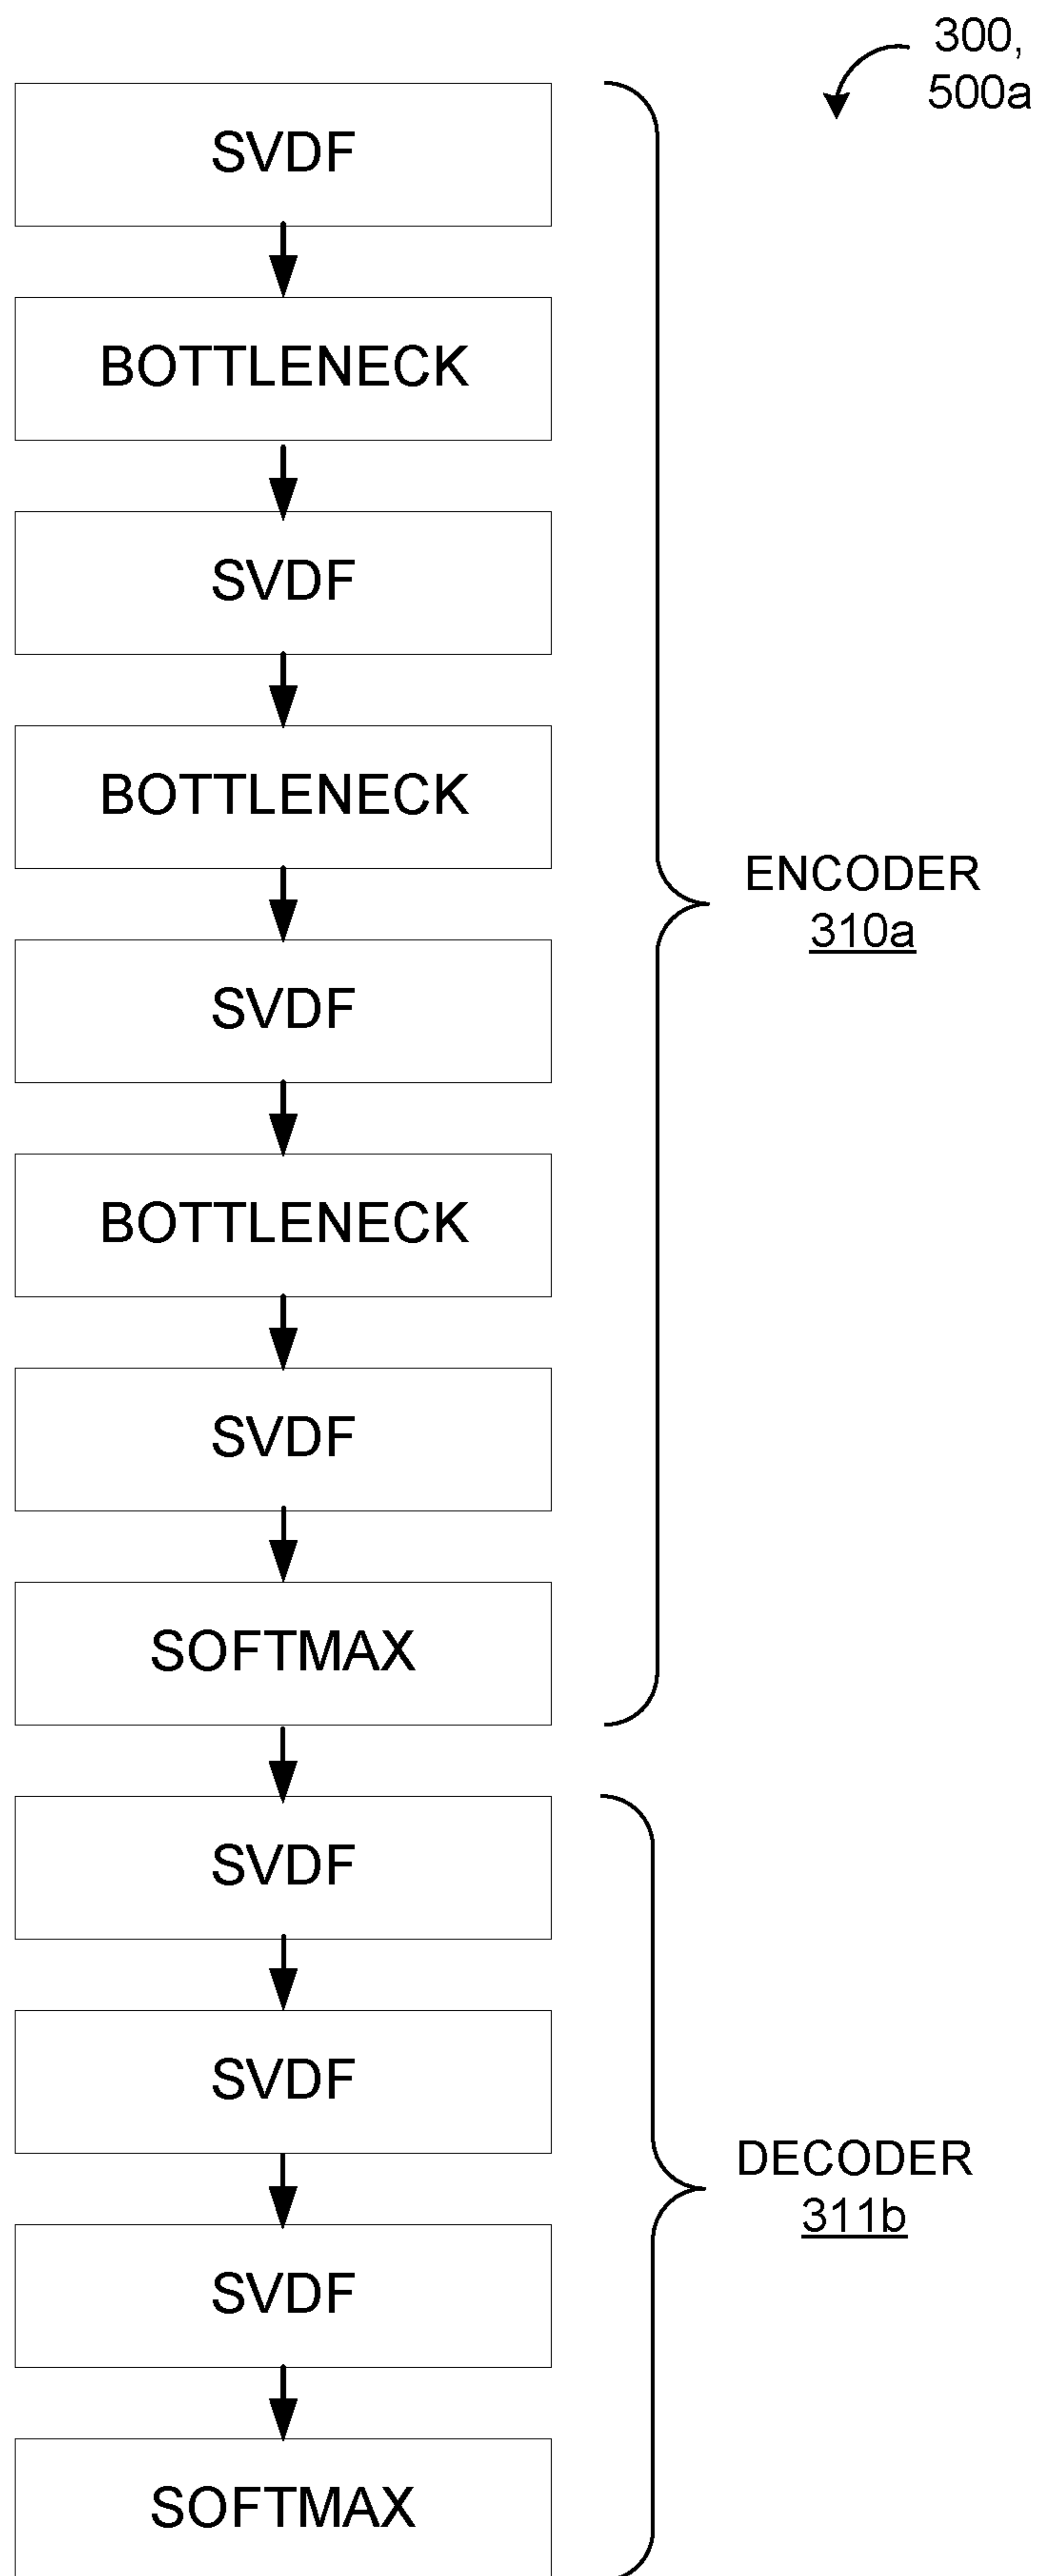 300,
500a
SVDF
BOTTLENECK
SVDF
BOTTLENECK
ENCODER
310a
SVDF
BOTTLENECK
SVDF
SOFTMAX
SVDF
SVDF
DECODER
311b
SVDF
SOFTMAX